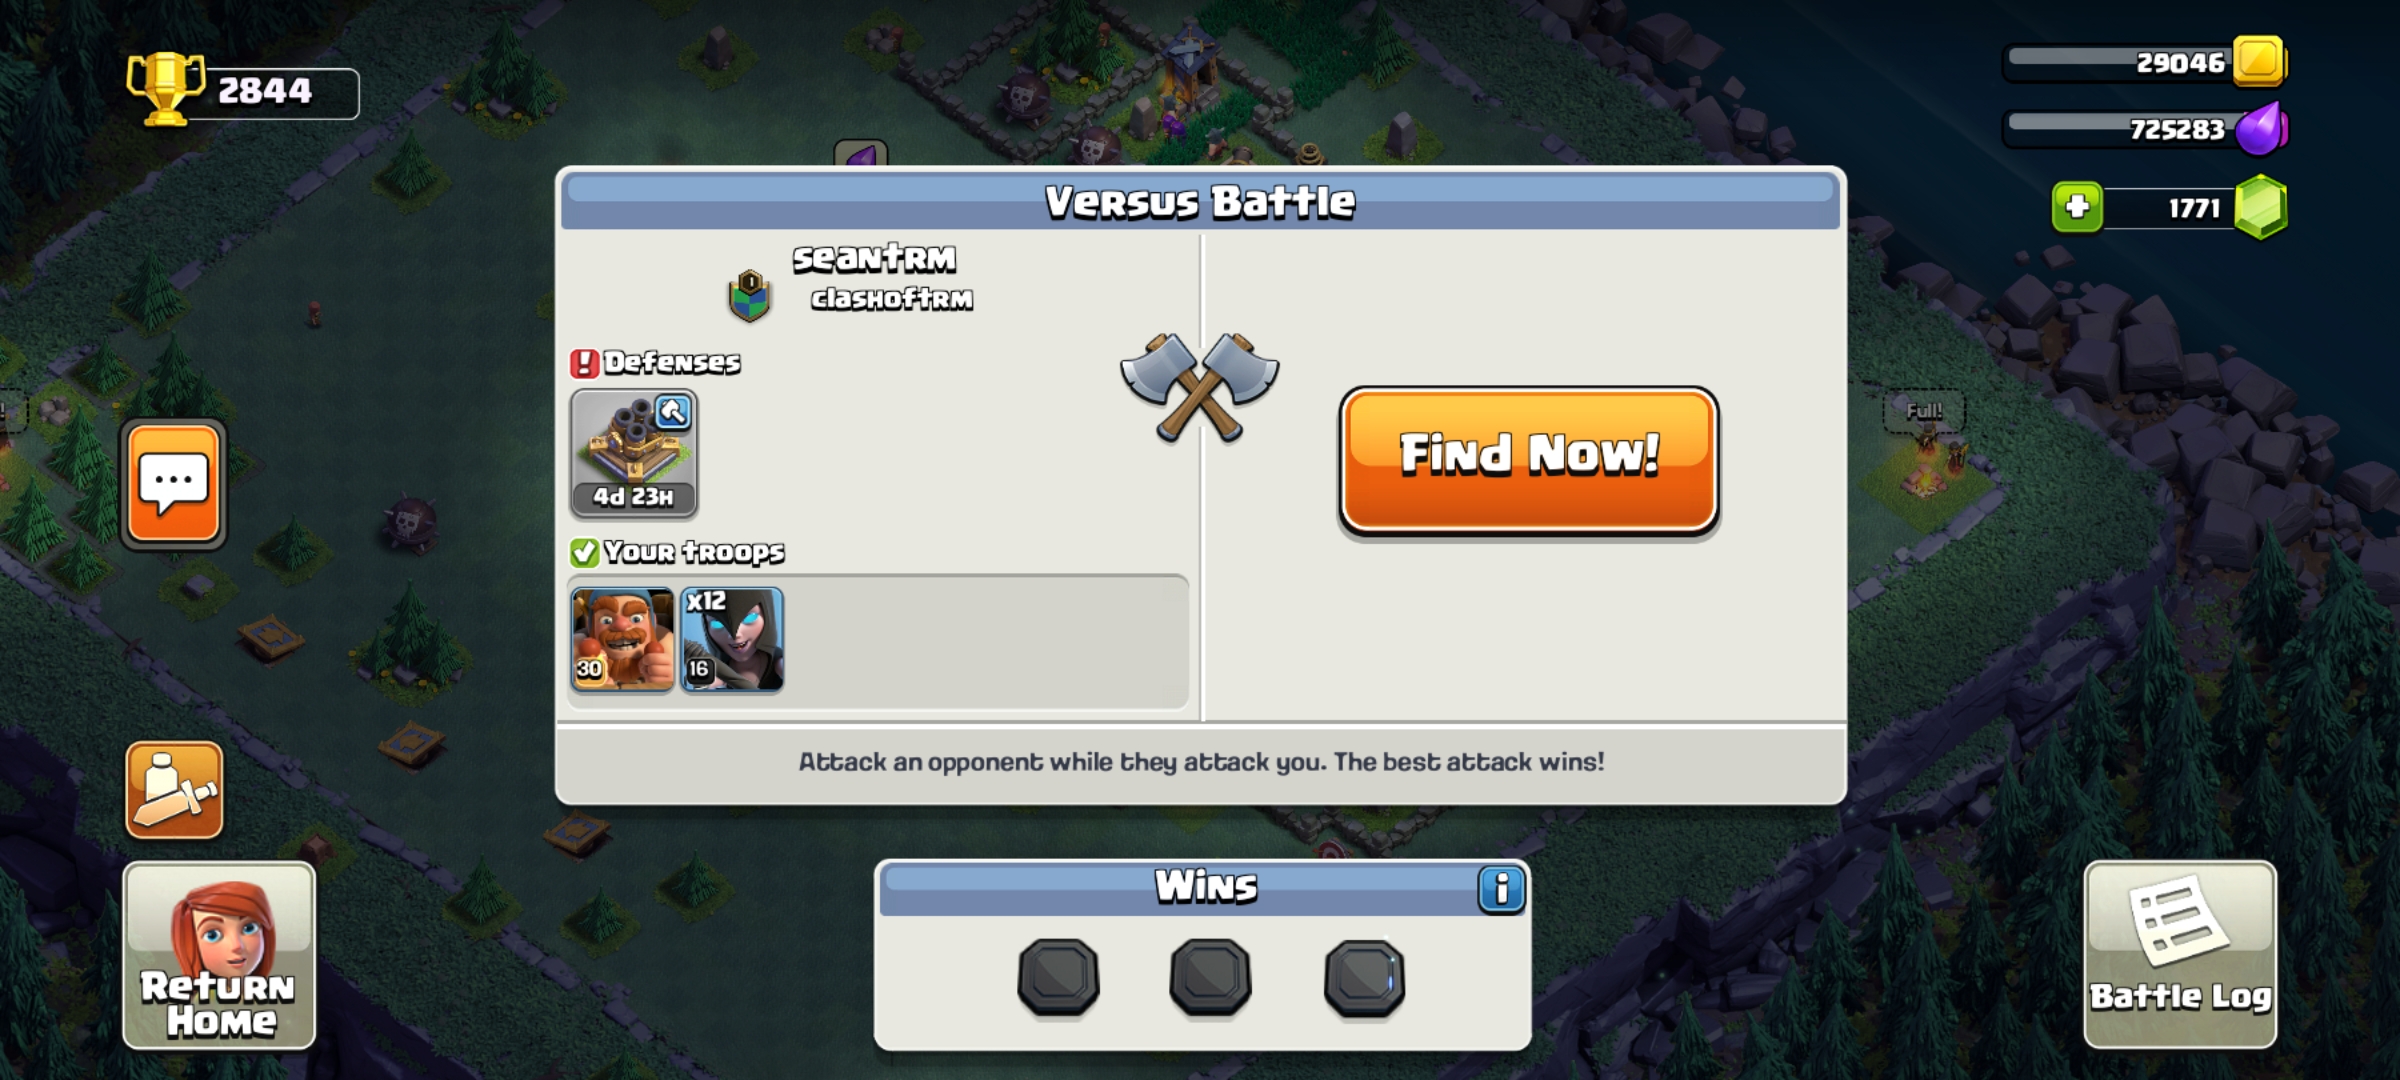 2844
29046
725283
1771
Versus Battle
seantrm
clashoftrm
1
! Defenses
4d 23h
Your troops
30
x12
16
Find Now!
Full!
Attack an opponent while they attack you. The best attack wins!
Wins
i
Return
Home
Battle Log